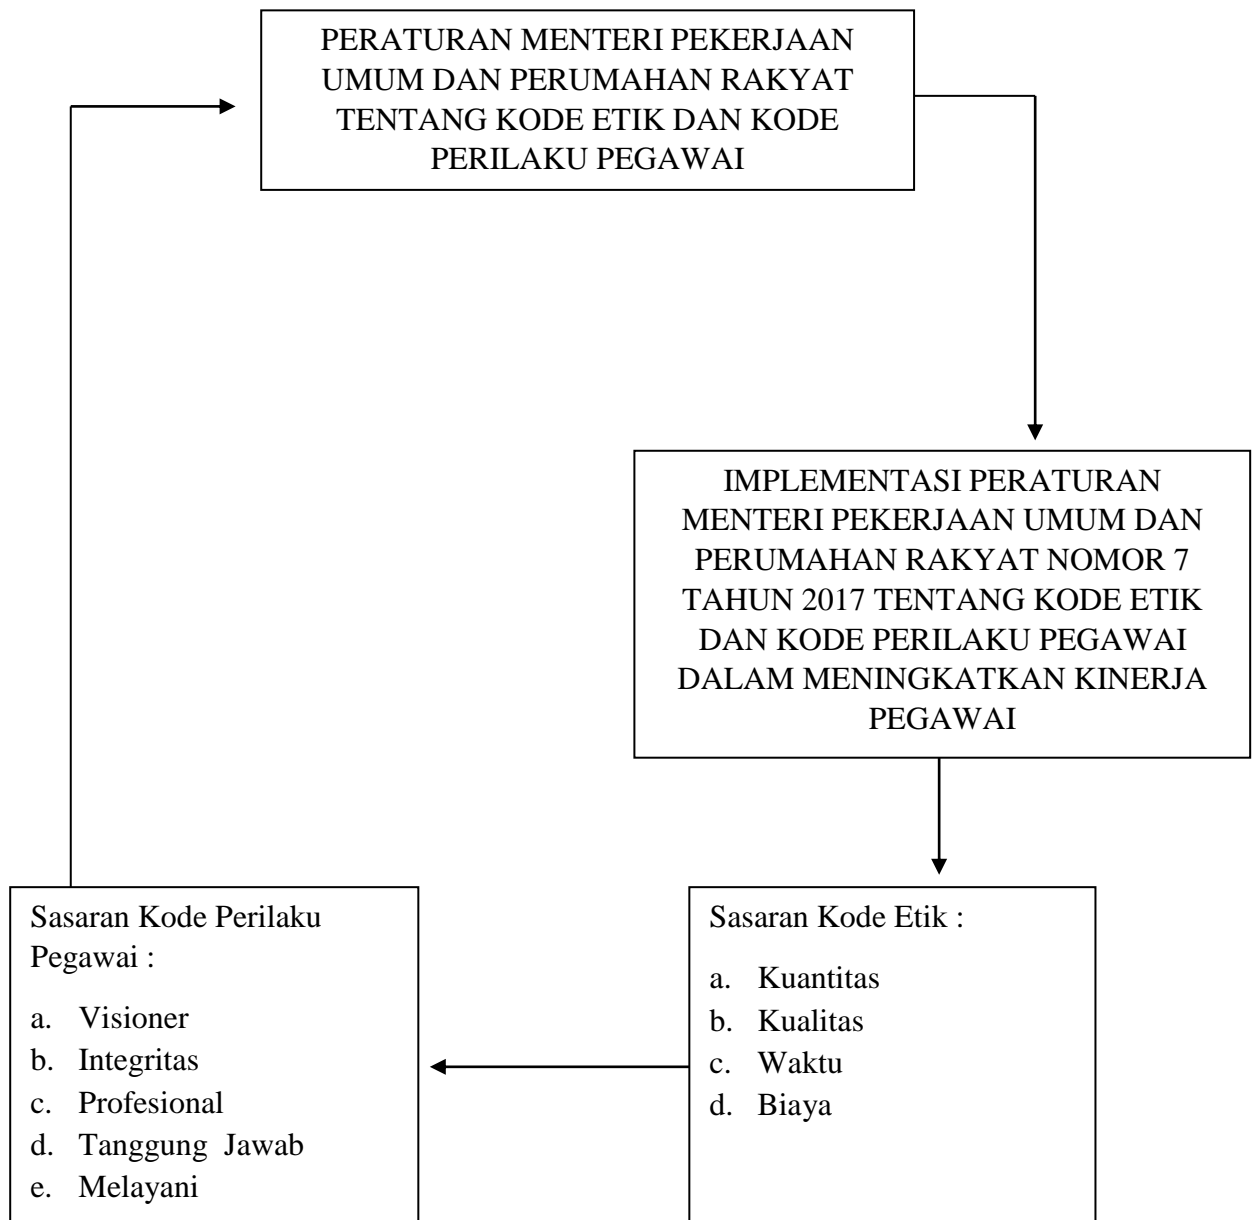 PERATURAN MENTERI PEKERJAAN
UMUM DAN PERUMAHAN RAKYAT
TENTANG KODE ETIK DAN KODE
PERILAKU PEGAWAI
IMPLEMENTASI PERATURAN
MENTERI PEKERJAAN UMUM DAN
PERUMAHAN RAKYAT NOMOR 7
TAHUN 2017 TENTANG KODE ETIK
DAN KODE PERILAKU PEGAWAI
DALAM MENINGKATKAN KINERJA
PEGAWAI
Sasaran Kode Perilaku
Pegawai :
a. Visioner
b. Integritas
c. Profesional
d. Tanggung Jawab
e. Melayani
Sasaran Kode Etik :
a. Kuantitas
b. Kualitas
c. Waktu
d. Biaya